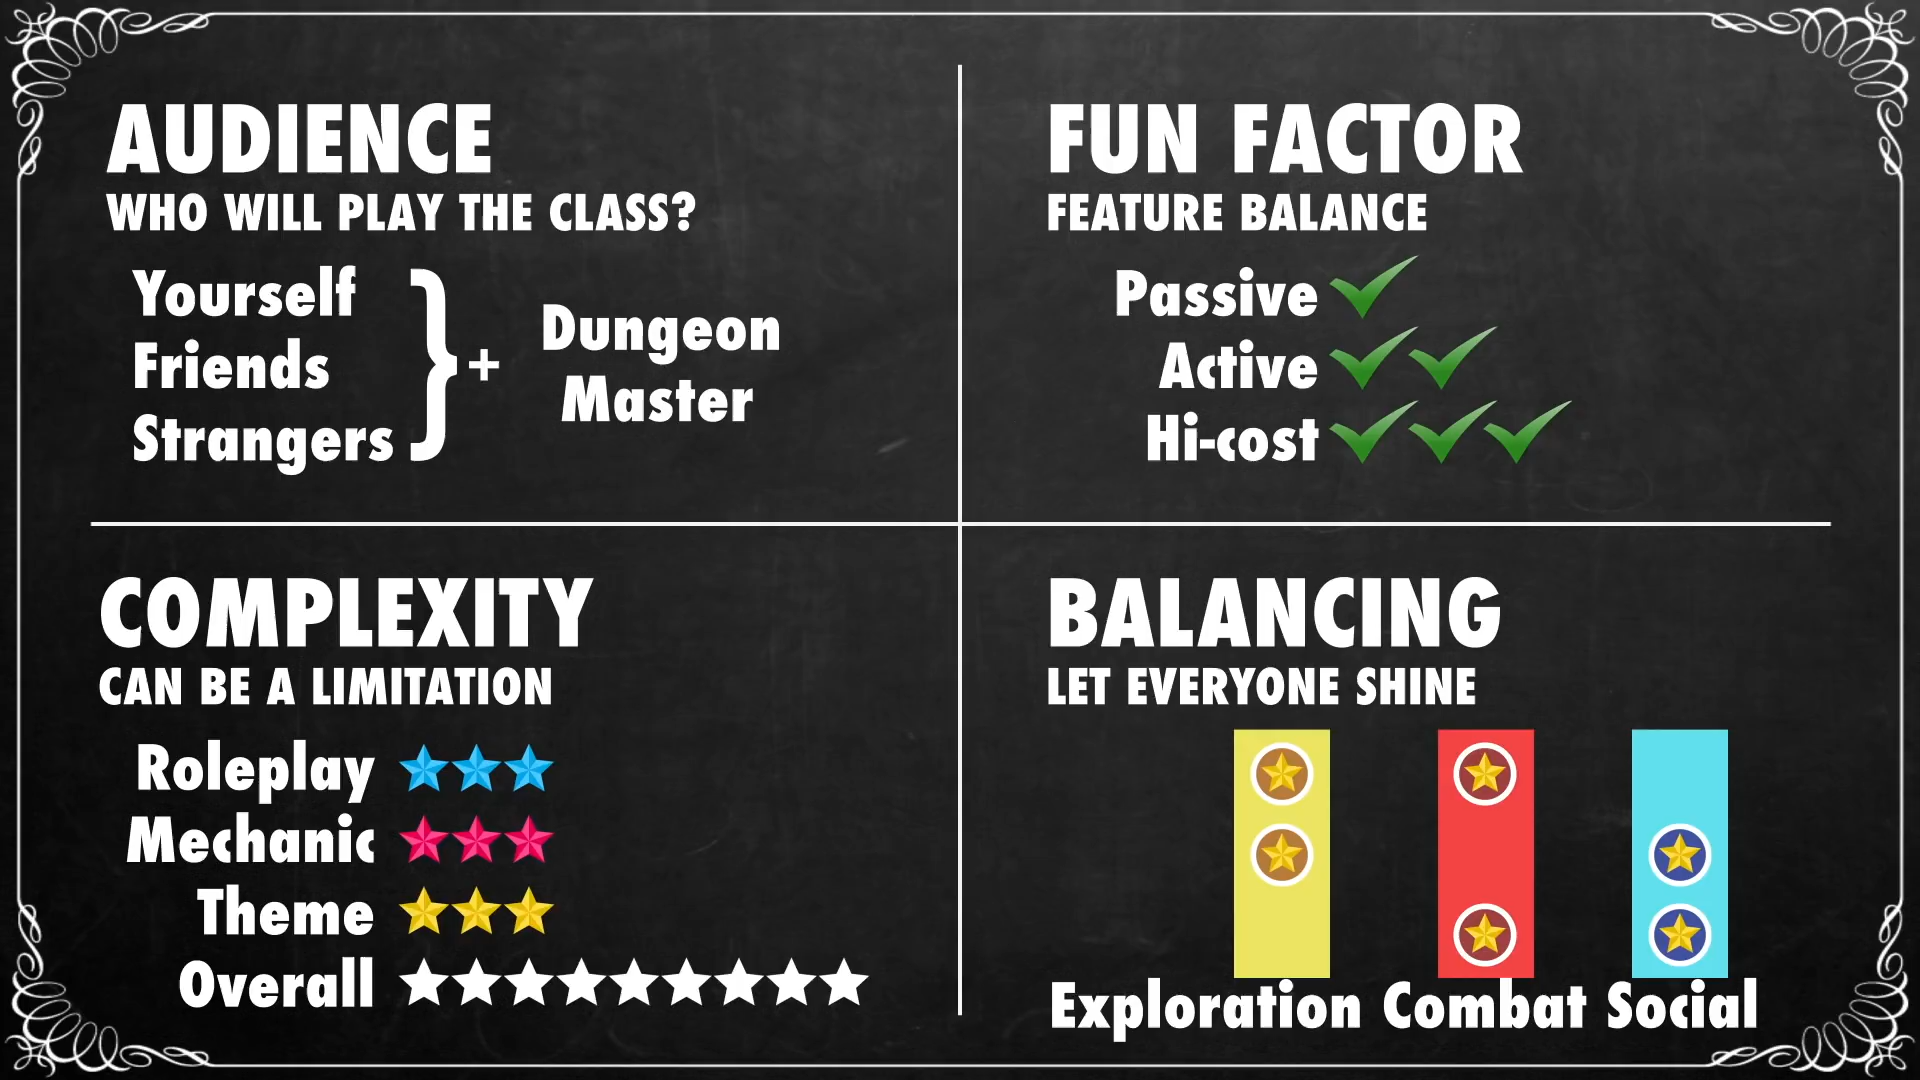 AUDIENCE
WHO WILL PLAY THE CLASS?
Yourself
Friends
Strangers
} +
Dungeon
Master
FUN FACTOR
FEATURE BALANCE
Passive
Active
Hi-cost
COMPLEXITY
CAN BE A LIMITATION
Roleplay
Mechanic
Theme
Overall
BALANCING
LET EVERYONE SHINE
Exploration Combat Social